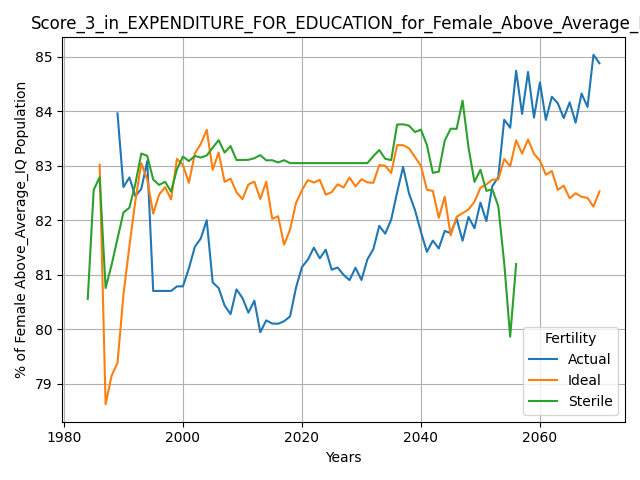 Score_3_in_EXPENDITURE_FOR_EDUCATION_for_Female_Above_Average_
85
84
83
82
81
80
79
% of Female Above_Average_IQ Population
1980
2000
2020
2040
2060
Years
Fertility
Actual
Ideal
Sterile